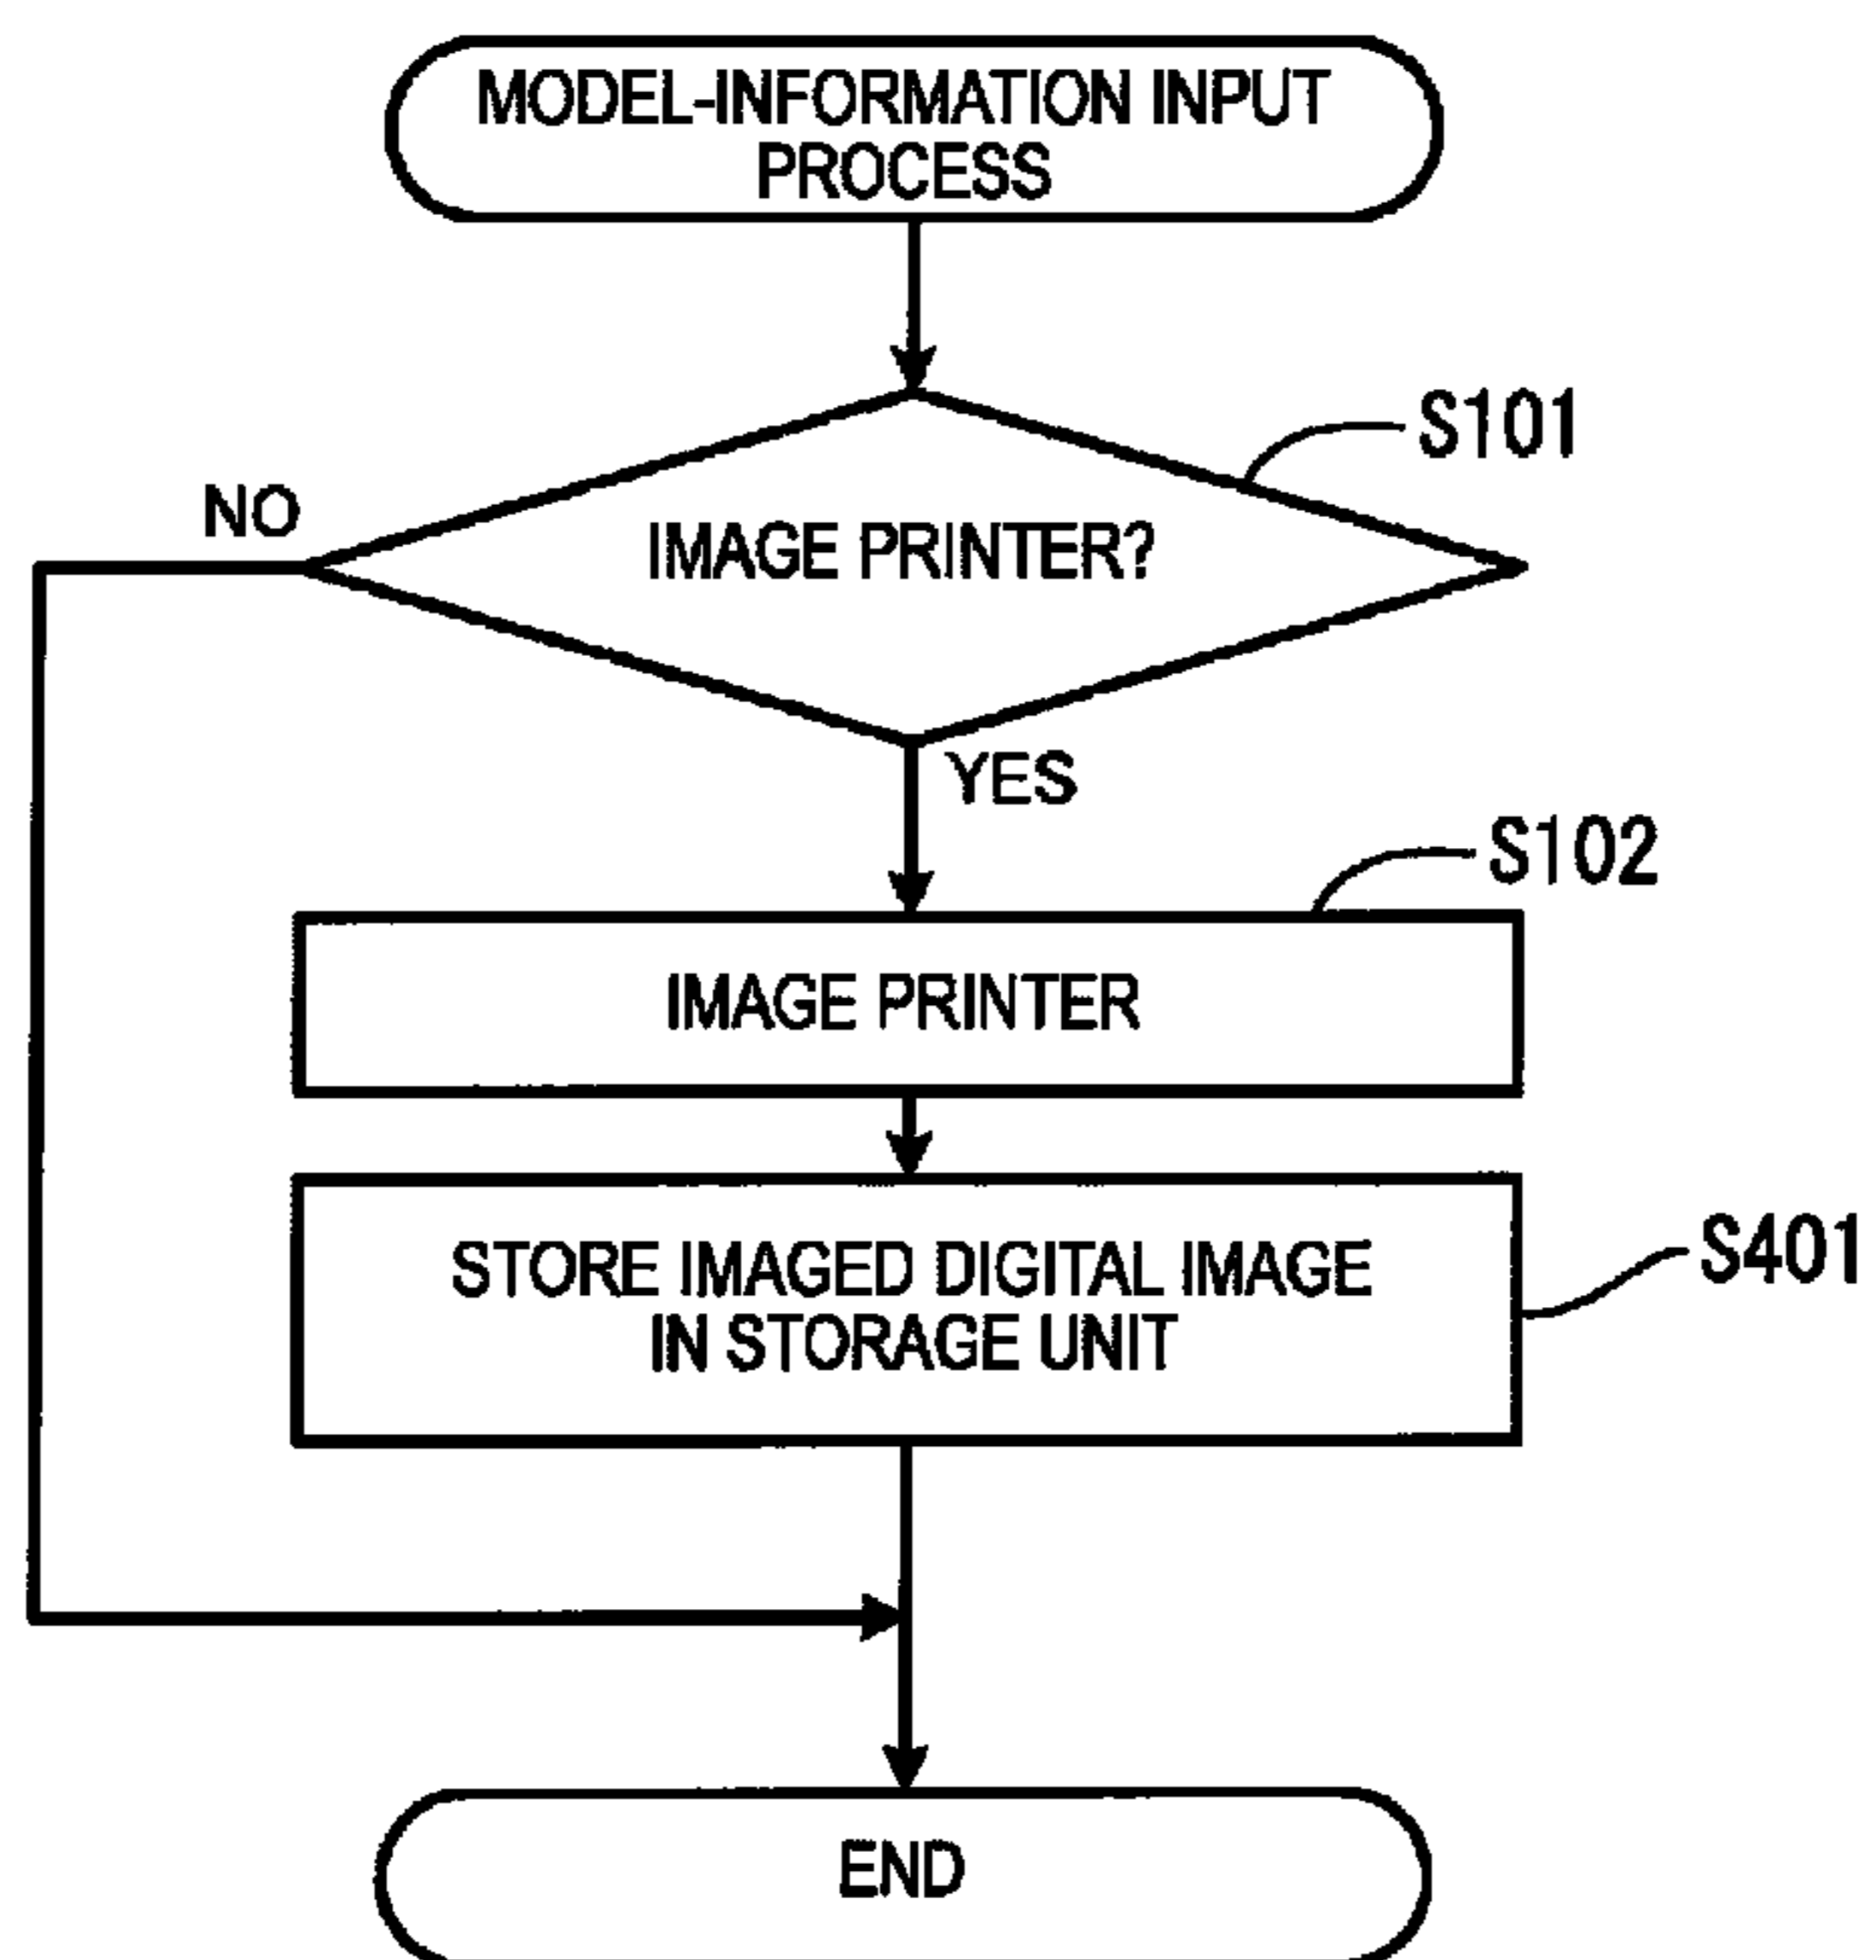 MODEL-INFORMATION INPUT
PROCESS
S101
NO
IMAGE PRINTER?
YES
S102
IMAGE PRINTER
STORE IMAGED DIGITAL IMAGE
IN STORAGE UNIT
S401
END